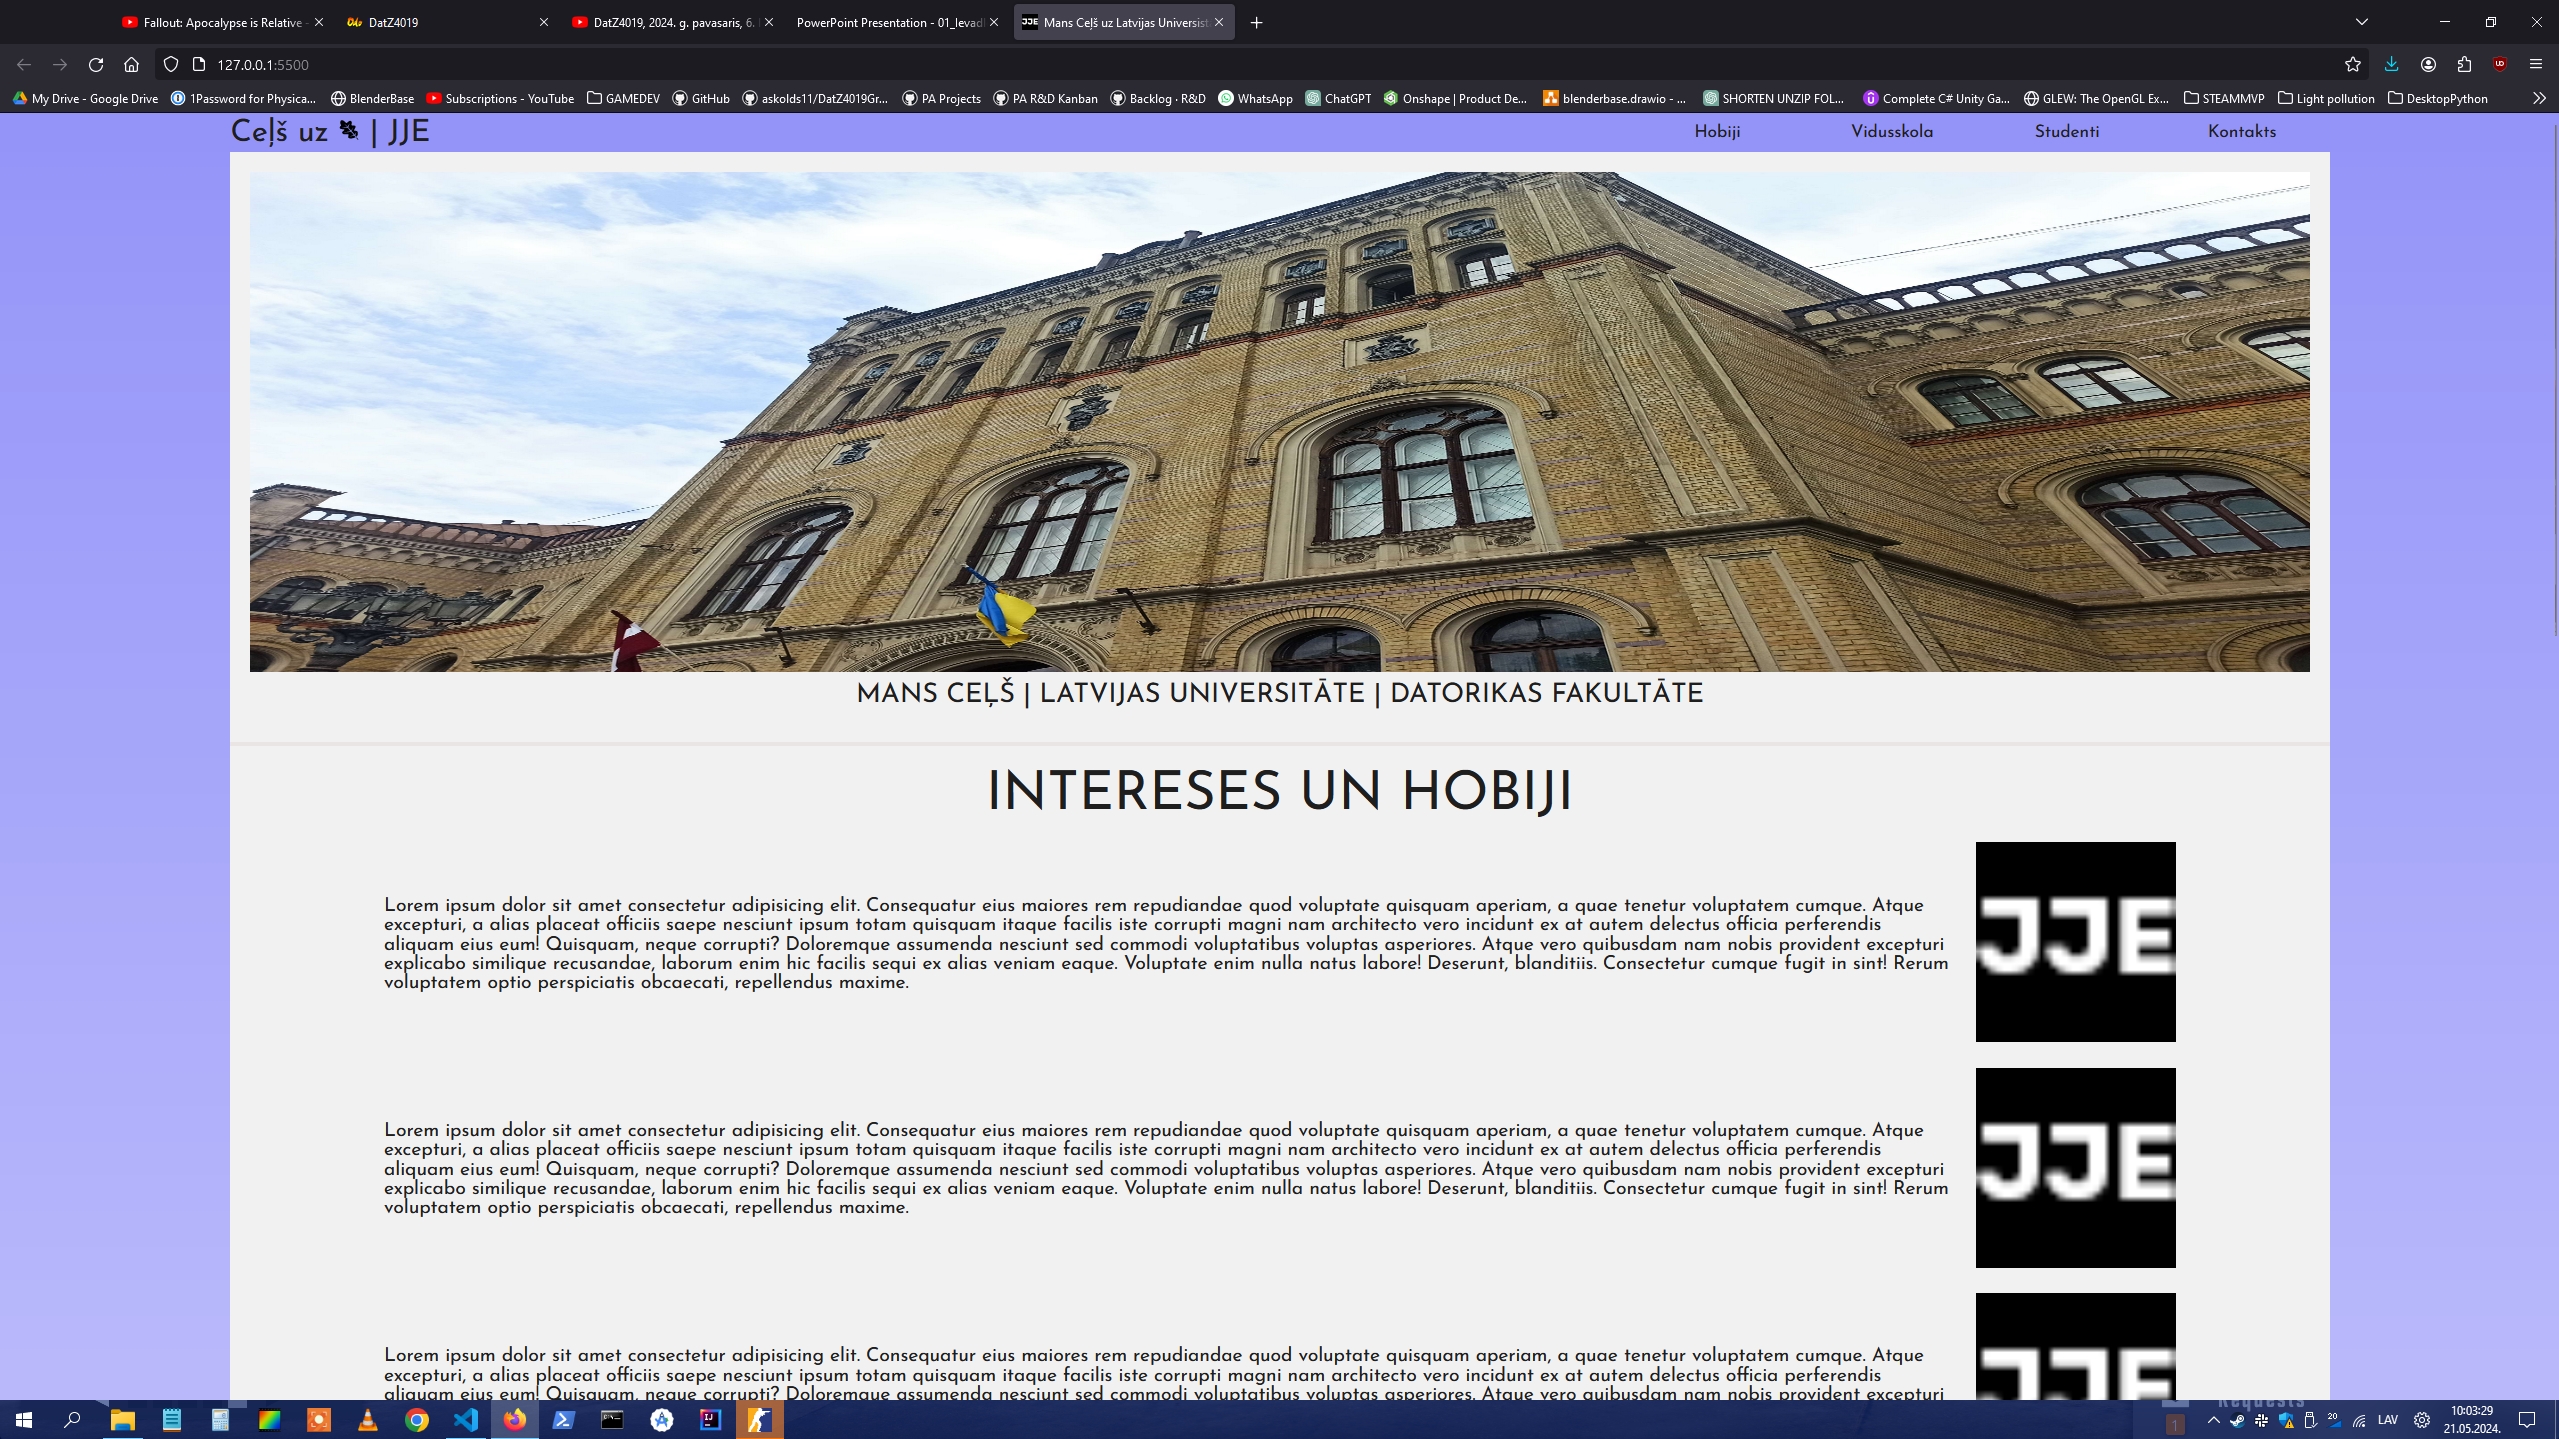 Fallout: Apocalypse is Relative -
DatZ4019
DatZ4019, 2024. g. pavasaris, 6.
PowerPoint Presentation - 01_Ievad
Mans Ceļš uz Latvijas Universist
127.0.0.1:5500
My Drive - Google Drive
1Password for Physica...
BlenderBase
Subscriptions - YouTube
GAMEDEV
GitHub
askolds11/DatZ4019Gr...
PA Projects
PA R&D Kanban
Backlog · R&D
WhatsApp
ChatGPT
Onshape | Product De...
blenderbase.drawio - ...
SHORTEN UNZIP FOL...
Complete C# Unity Ga...
GLEW: The OpenGL Ex...
STEAMMVP
Light pollution
DesktopPython
Ceļš uz | JJE
Hobiji
Vidusskola
Studenti
Kontakts
MANS CEĻŠ | LATVIJAS UNIVERSITĀTE | DATORIKAS FAKULTĀTE
INTERESES UN HOBIJI
Lorem ipsum dolor sit amet consectetur adipisicing elit. Consequatur eius maiores rem repudiandae quod voluptate quisquam aperiam, a quae tenetur voluptatem cumque. Atque
excepturi, a alias placeat officiis saepe nesciunt ipsum totam quisquam itaque facilis iste corrupti magni nam architecto vero incidunt ex at autem delectus officia perferendis
aliquam eius eum! Quisquam, neque corrupti? Doloremque assumenda nesciunt sed commodi voluptatibus voluptas asperiores. Atque vero quibusdam nam nobis provident excepturi
explicabo similique recusandae, laborum enim hic facilis sequi ex alias veniam eaque. Voluptate enim nulla natus labore! Deserunt, blanditiis. Consectetur cumque fugit in sint! Rerum
voluptatem optio perspiciatis obcaecati, repellendus maxime.
JJE
Lorem ipsum dolor sit amet consectetur adipisicing elit. Consequatur eius maiores rem repudiandae quod voluptate quisquam aperiam, a quae tenetur voluptatem cumque. Atque
excepturi, a alias placeat officiis saepe nesciunt ipsum totam quisquam itaque facilis iste corrupti magni nam architecto vero incidunt ex at autem delectus officia perferendis
aliquam eius eum! Quisquam, neque corrupti? Doloremque assumenda nesciunt sed commodi voluptatibus voluptas asperiores. Atque vero quibusdam nam nobis provident excepturi
explicabo similique recusandae, laborum enim hic facilis sequi ex alias veniam eaque. Voluptate enim nulla natus labore! Deserunt, blanditiis. Consectetur cumque fugit in sint! Rerum
voluptatem optio perspiciatis obcaecati, repellendus maxime.
JJE
Lorem ipsum dolor sit amet consectetur adipisicing elit. Consequatur eius maiores rem repudiandae quod voluptate quisquam aperiam, a quae tenetur voluptatem cumque. Atque
excepturi, a alias placeat officiis saepe nesciunt ipsum totam quisquam itaque facilis iste corrupti magni nam architecto vero incidunt ex at autem delectus officia perferendis
aliquam eius eum! Quisquam, neque corrupti? Doloremque assumenda nesciunt sed commodi voluptatibus voluptas asperiores. Atque vero quibusdam nam nobis provident excepturi
JJE
Requests
1
20
LAV
10:03:29
21.05.2024.